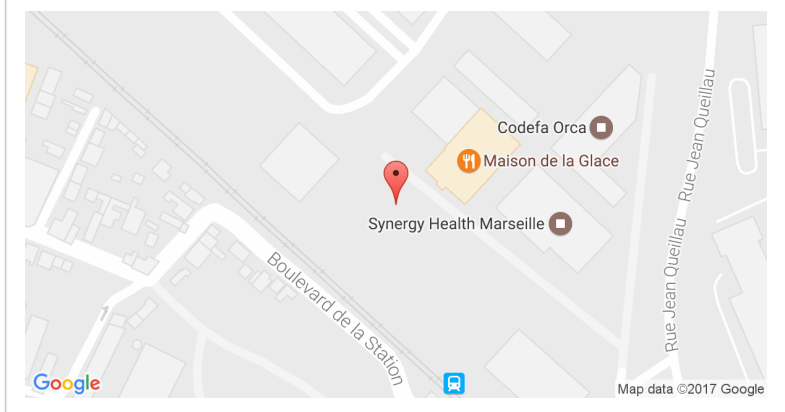 Codefa Orca
Maison de la Glace
Synergy Health Marseille
Rue Jean Queillau
Rue Jean Queillau
Boulevard de la Station
Google
Map data ©2017 Google